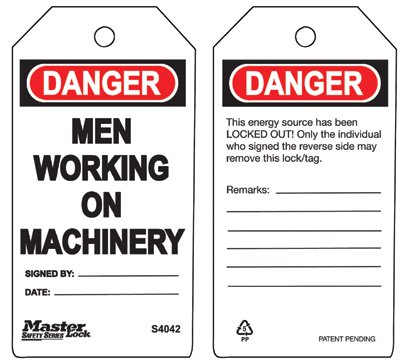 DANGER
MEN
WORKING
ON
MACHINERY
SIGNED BY:
DATE:
Master Lock
SAFETY SERIES
S4042
DANGER
This energy source has been
LOCKED OUT! Only the individual
who signed the reverse side may
remove this lock/tag.
Remarks:
5
PP
PATENT PENDING